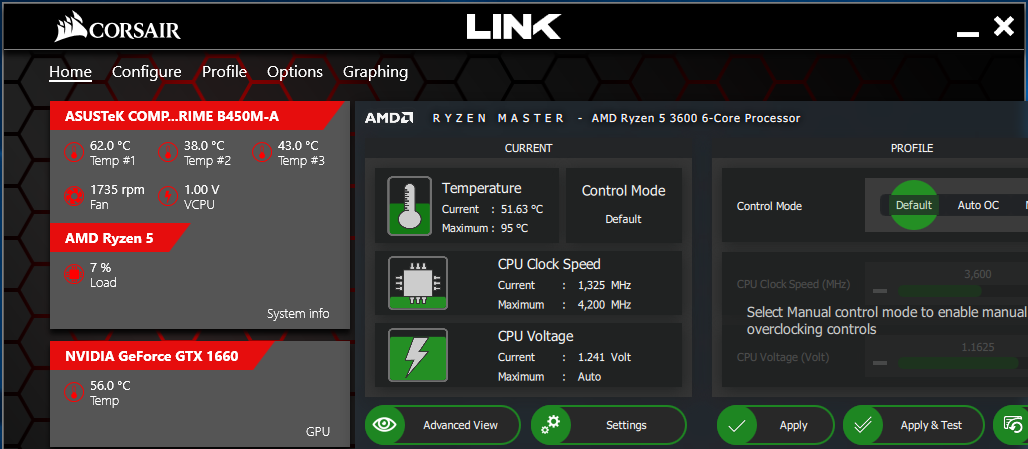 CORSAIR
LINK
Home Configure Profile Options Graphing
ASUSTeK COMP...RIME B450M-A
62.0 °C 38.0 °C 43.0 °C
Temp #1 Temp #2 Temp #3
1735 rpm 1.00 V
Fan VCPU
AMD Ryzen 5
7 %
Load
System info
NVIDIA GeForce GTX 1660
56.0 °C
Temp
GPU
AMD RYZEN MASTER - AMD Ryzen 5 3600 6-Core Processor
CURRENT
Temperature
Current : 51.63 °C
Maximum : 95 °C
Control Mode
Default
CPU Clock Speed
Current : 1,325 MHz
Maximum : 4,200 MHz
CPU Voltage
Current : 1.241 Volt
Maximum : Auto
Advanced View Settings
PROFILE
Control Mode Default Auto OC
3,600
CPU Clock Speed (MHz)
Select Manual control mode to enable manual
overclocking controls
1.1625
CPU Voltage (Volt)
Apply Apply & Test